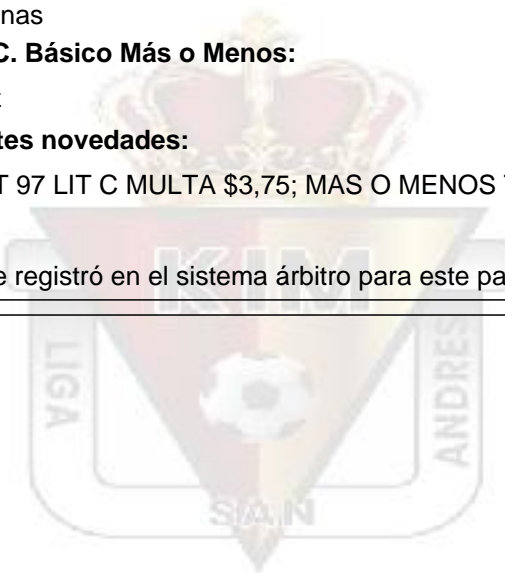 nas
C. Básico Más o Menos:
tes novedades:
T 97 LIT C MULTA $3,75; MAS O MENOS
e registró en el sistema árbitro para este pa
KIM
LIGA
ANDRES
SAN